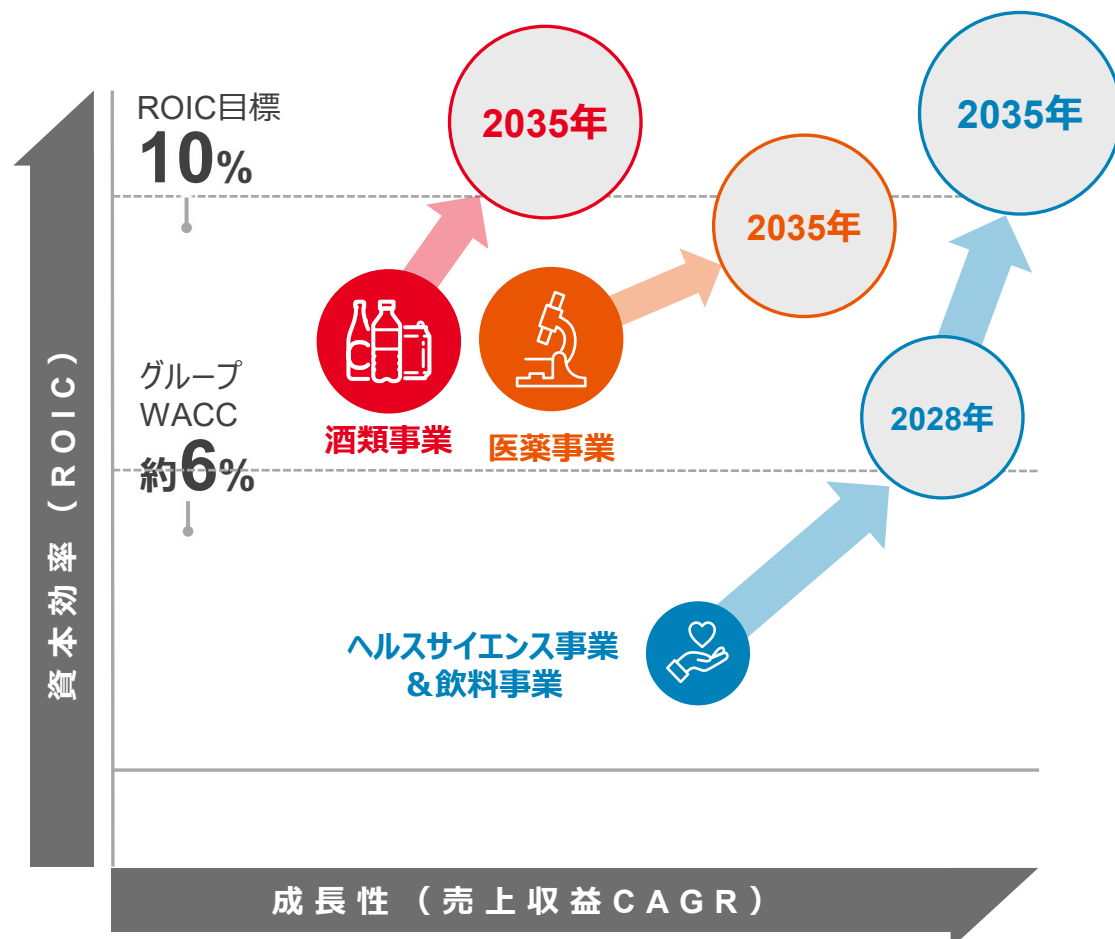 2035年
2035年
ROIC目標
10%
2035年
グループ
WACC
約6%
2028年
酒類事業
医薬事業
ヘルスサイエンス事業
&飲料事業
資本効率（ROIC）
成長性（売上収益CAGR）